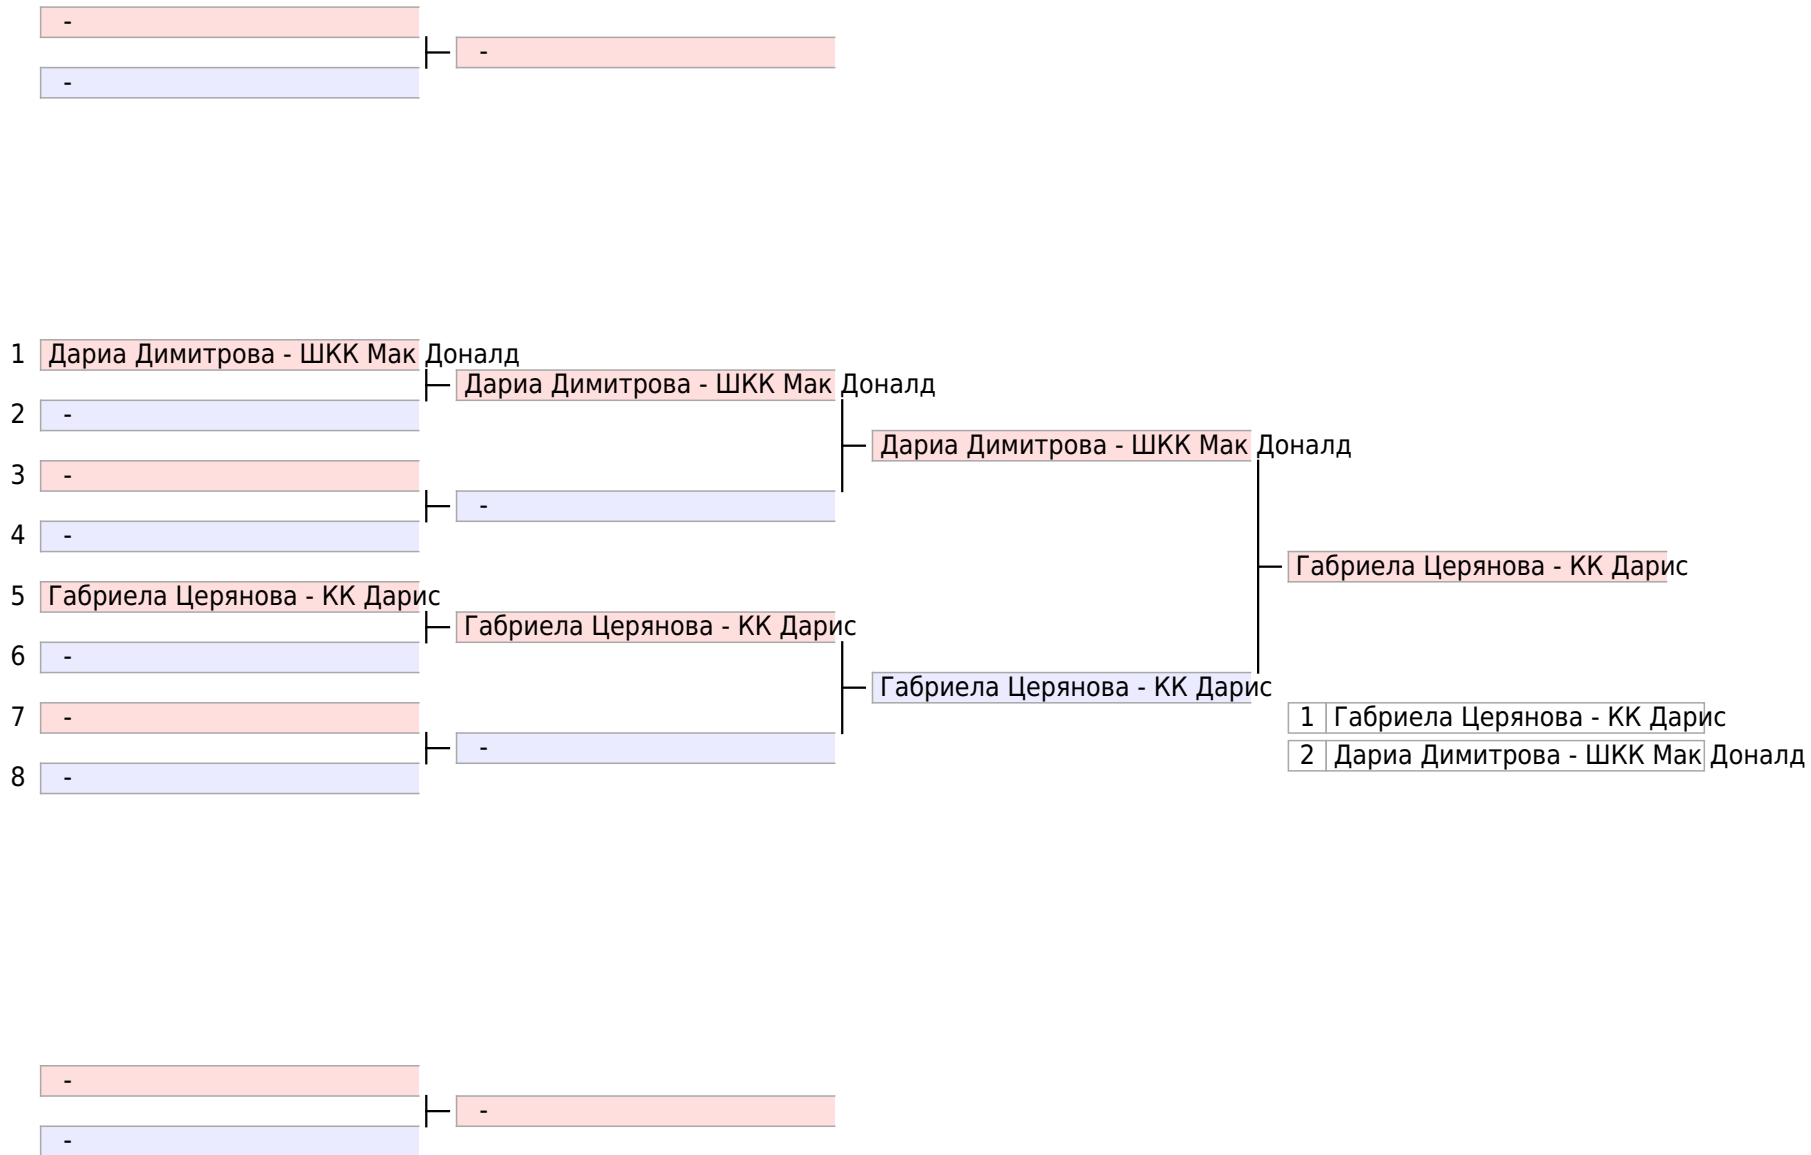 -
-
-
1 Дариа Димитрова - ШКК Мак Доналд
Дариа Димитрова - ШКК Мак Доналд
2 -
Дариа Димитрова - ШКК Мак Доналд
3 -
-
4 -
Габриела Церянова - КК Дарис
5 Габриела Церянова - КК Дарис
Габриела Церянова - КК Дарис
6 -
Габриела Церянова - КК Дарис
7 -
1 Габриела Церянова - КК Дарис
-
2 Дариа Димитрова - ШКК Мак Доналд
8 -
-
-
-